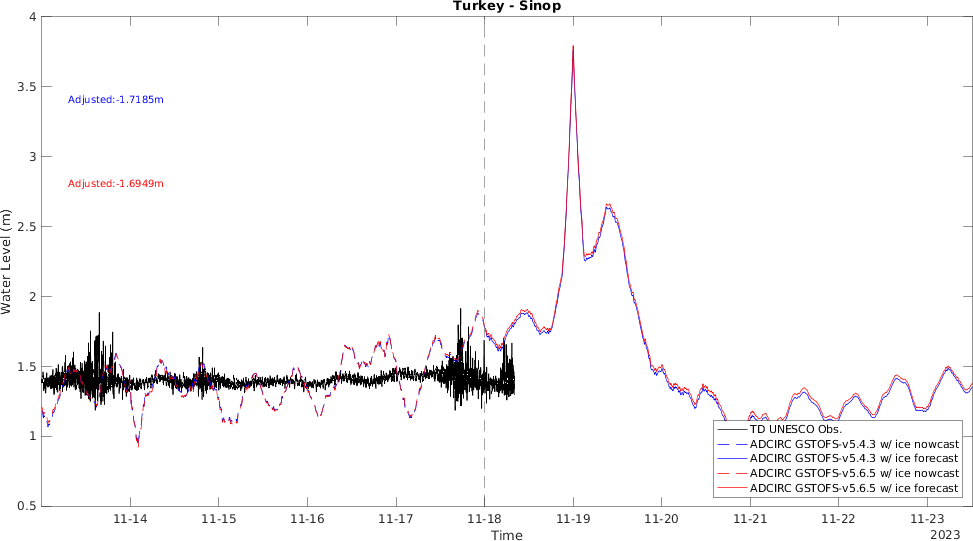 Turkey - Sinop
4
3.5
3
2.5
2
1.5
1
0.5
Water Level (m)
Adjusted:-1.7185m
Adjusted:-1.6949m
TD UNESCO Obs.
ADCIRC GSTOFS-v5.4.3 w/ ice nowcast
ADCIRC GSTOFS-v5.4.3 w/ ice forecast
ADCIRC GSTOFS-v5.6.5 w/ ice nowcast
ADCIRC GSTOFS-v5.6.5 w/ ice forecast
11-14 11-15 11-16 11-17 11-18 11-19 11-20 11-21 11-22 11-23
Time
2023